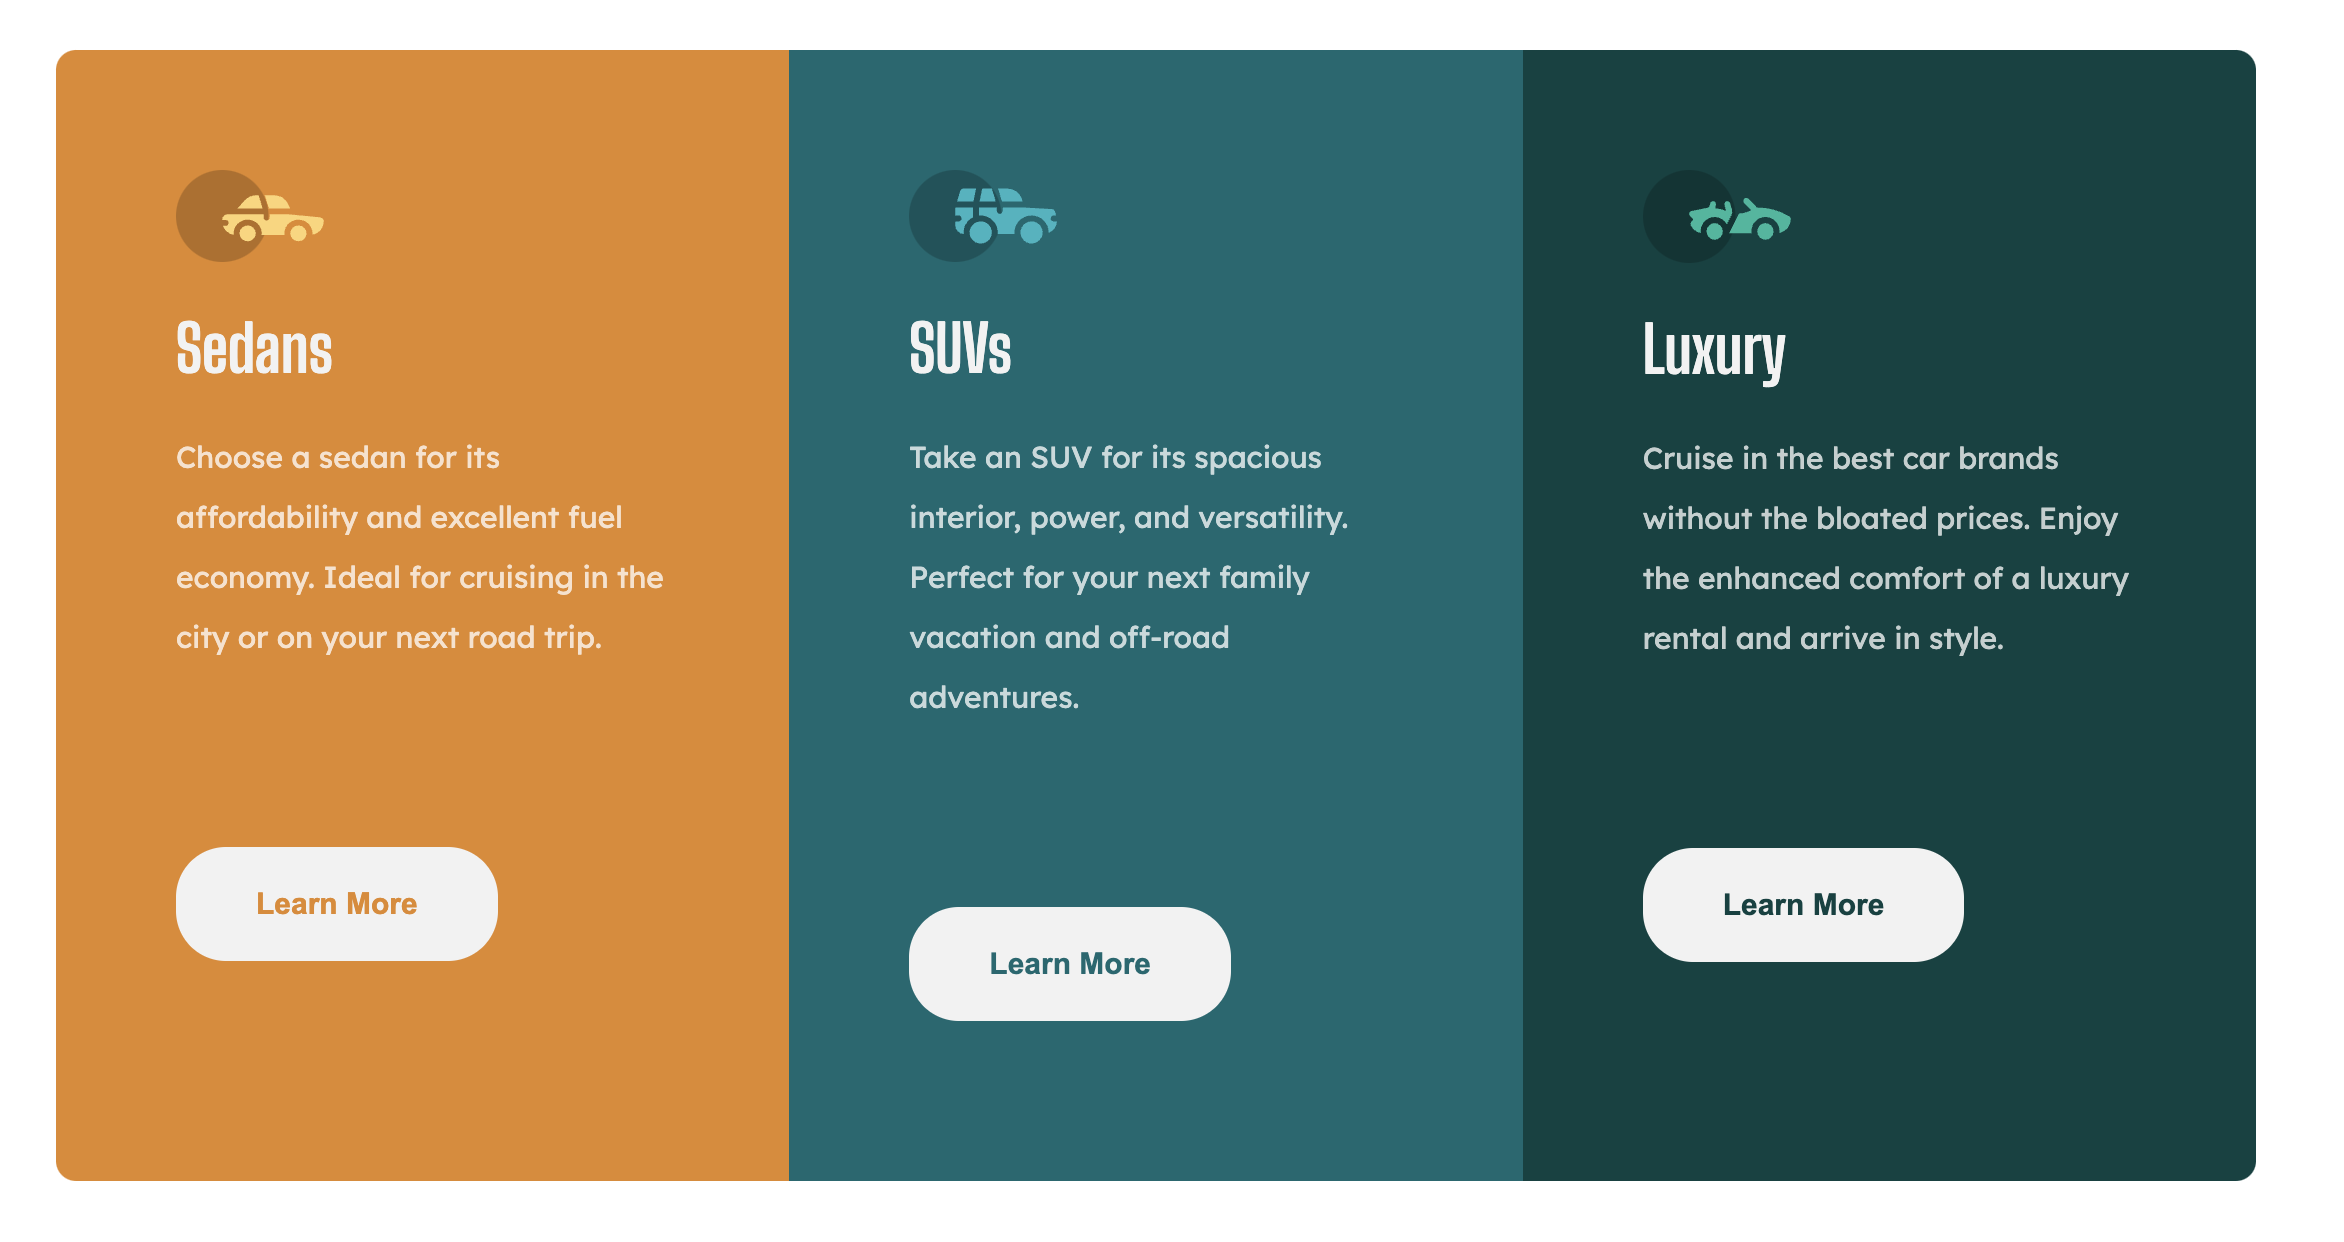 Sedans
Choose a sedan for its
affordability and excellent fuel
economy. Ideal for cruising in the
city or on your next road trip.
Learn More
SUVs
Take an SUV for its spacious
interior, power, and versatility.
Perfect for your next family
vacation and off-road
adventures.
Learn More
Luxury
Cruise in the best car brands
without the bloated prices. Enjoy
the enhanced comfort of a luxury
rental and arrive in style.
Learn More